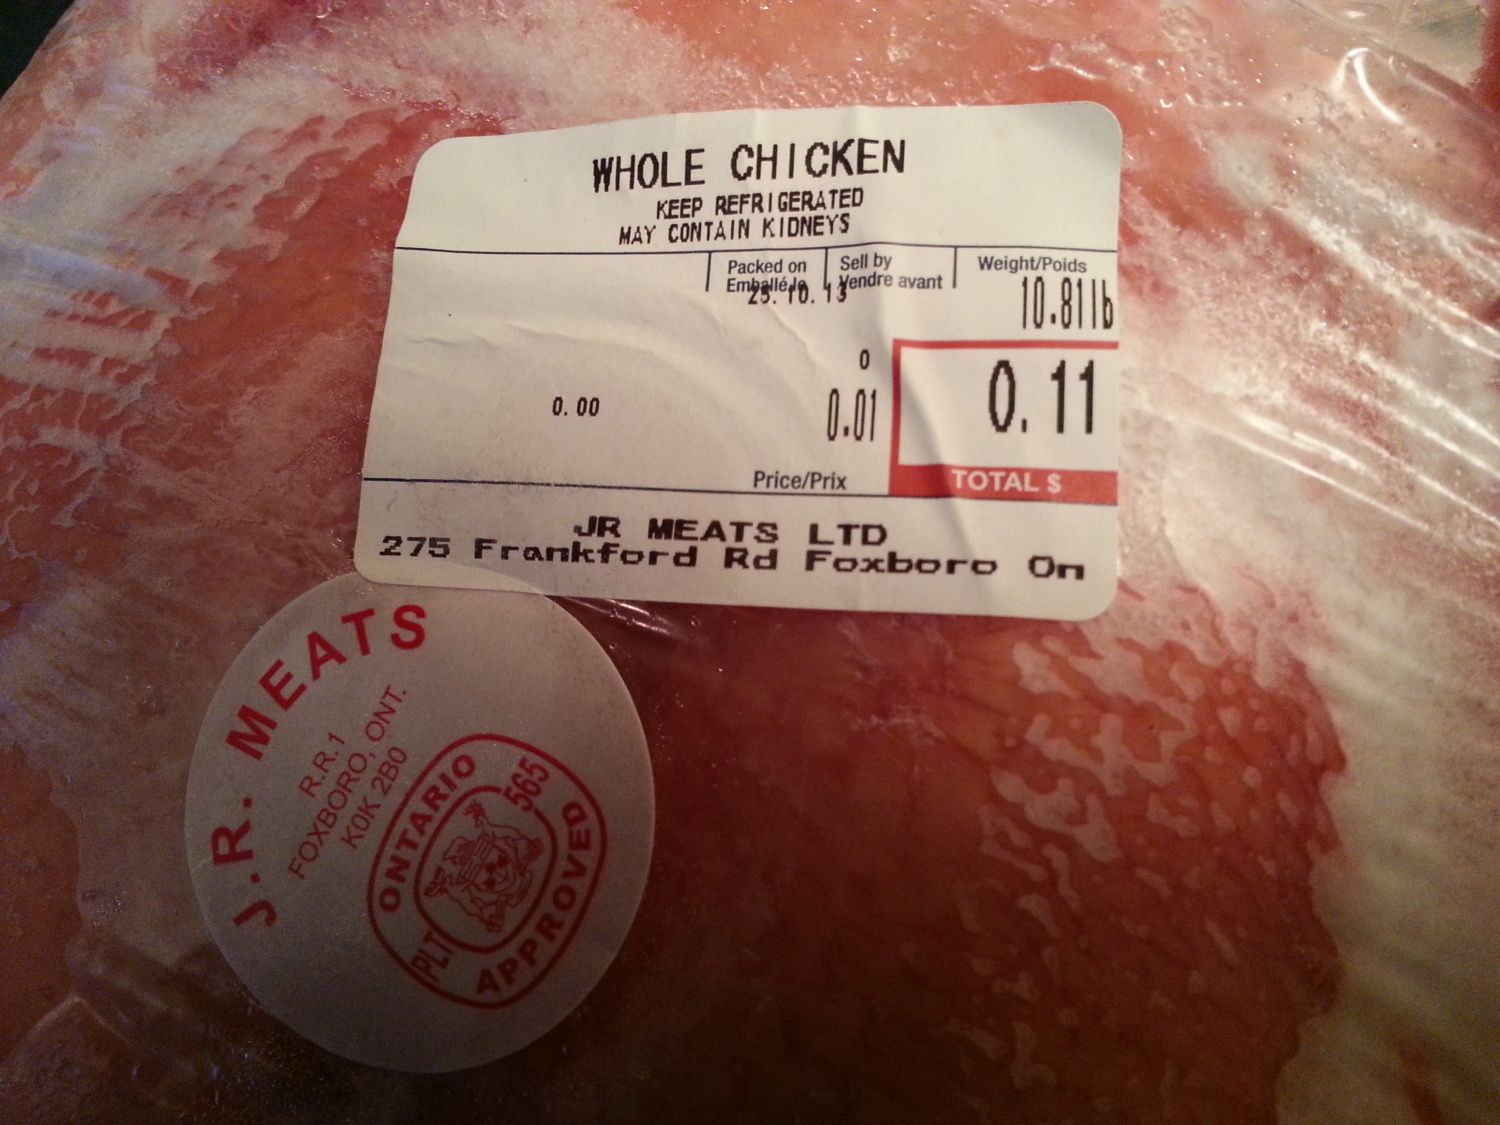 WHOLE CHICKEN
KEEP REFRIGERATED
MAY CONTAIN KIDNEYS
Packed on
Emballé le
Sell by
Vendre avant
Weight/Poids
25.10.13
10.81lb
0
0.00
0.01
0.11
Price/Prix
TOTAL $
JR MEATS LTD
275 Frankford Rd Foxboro On
J.R. MEATS
R.R.1
FOXBORO, ONT.
K0K 2B0
ONTARIO
565
APPROVED
PLT